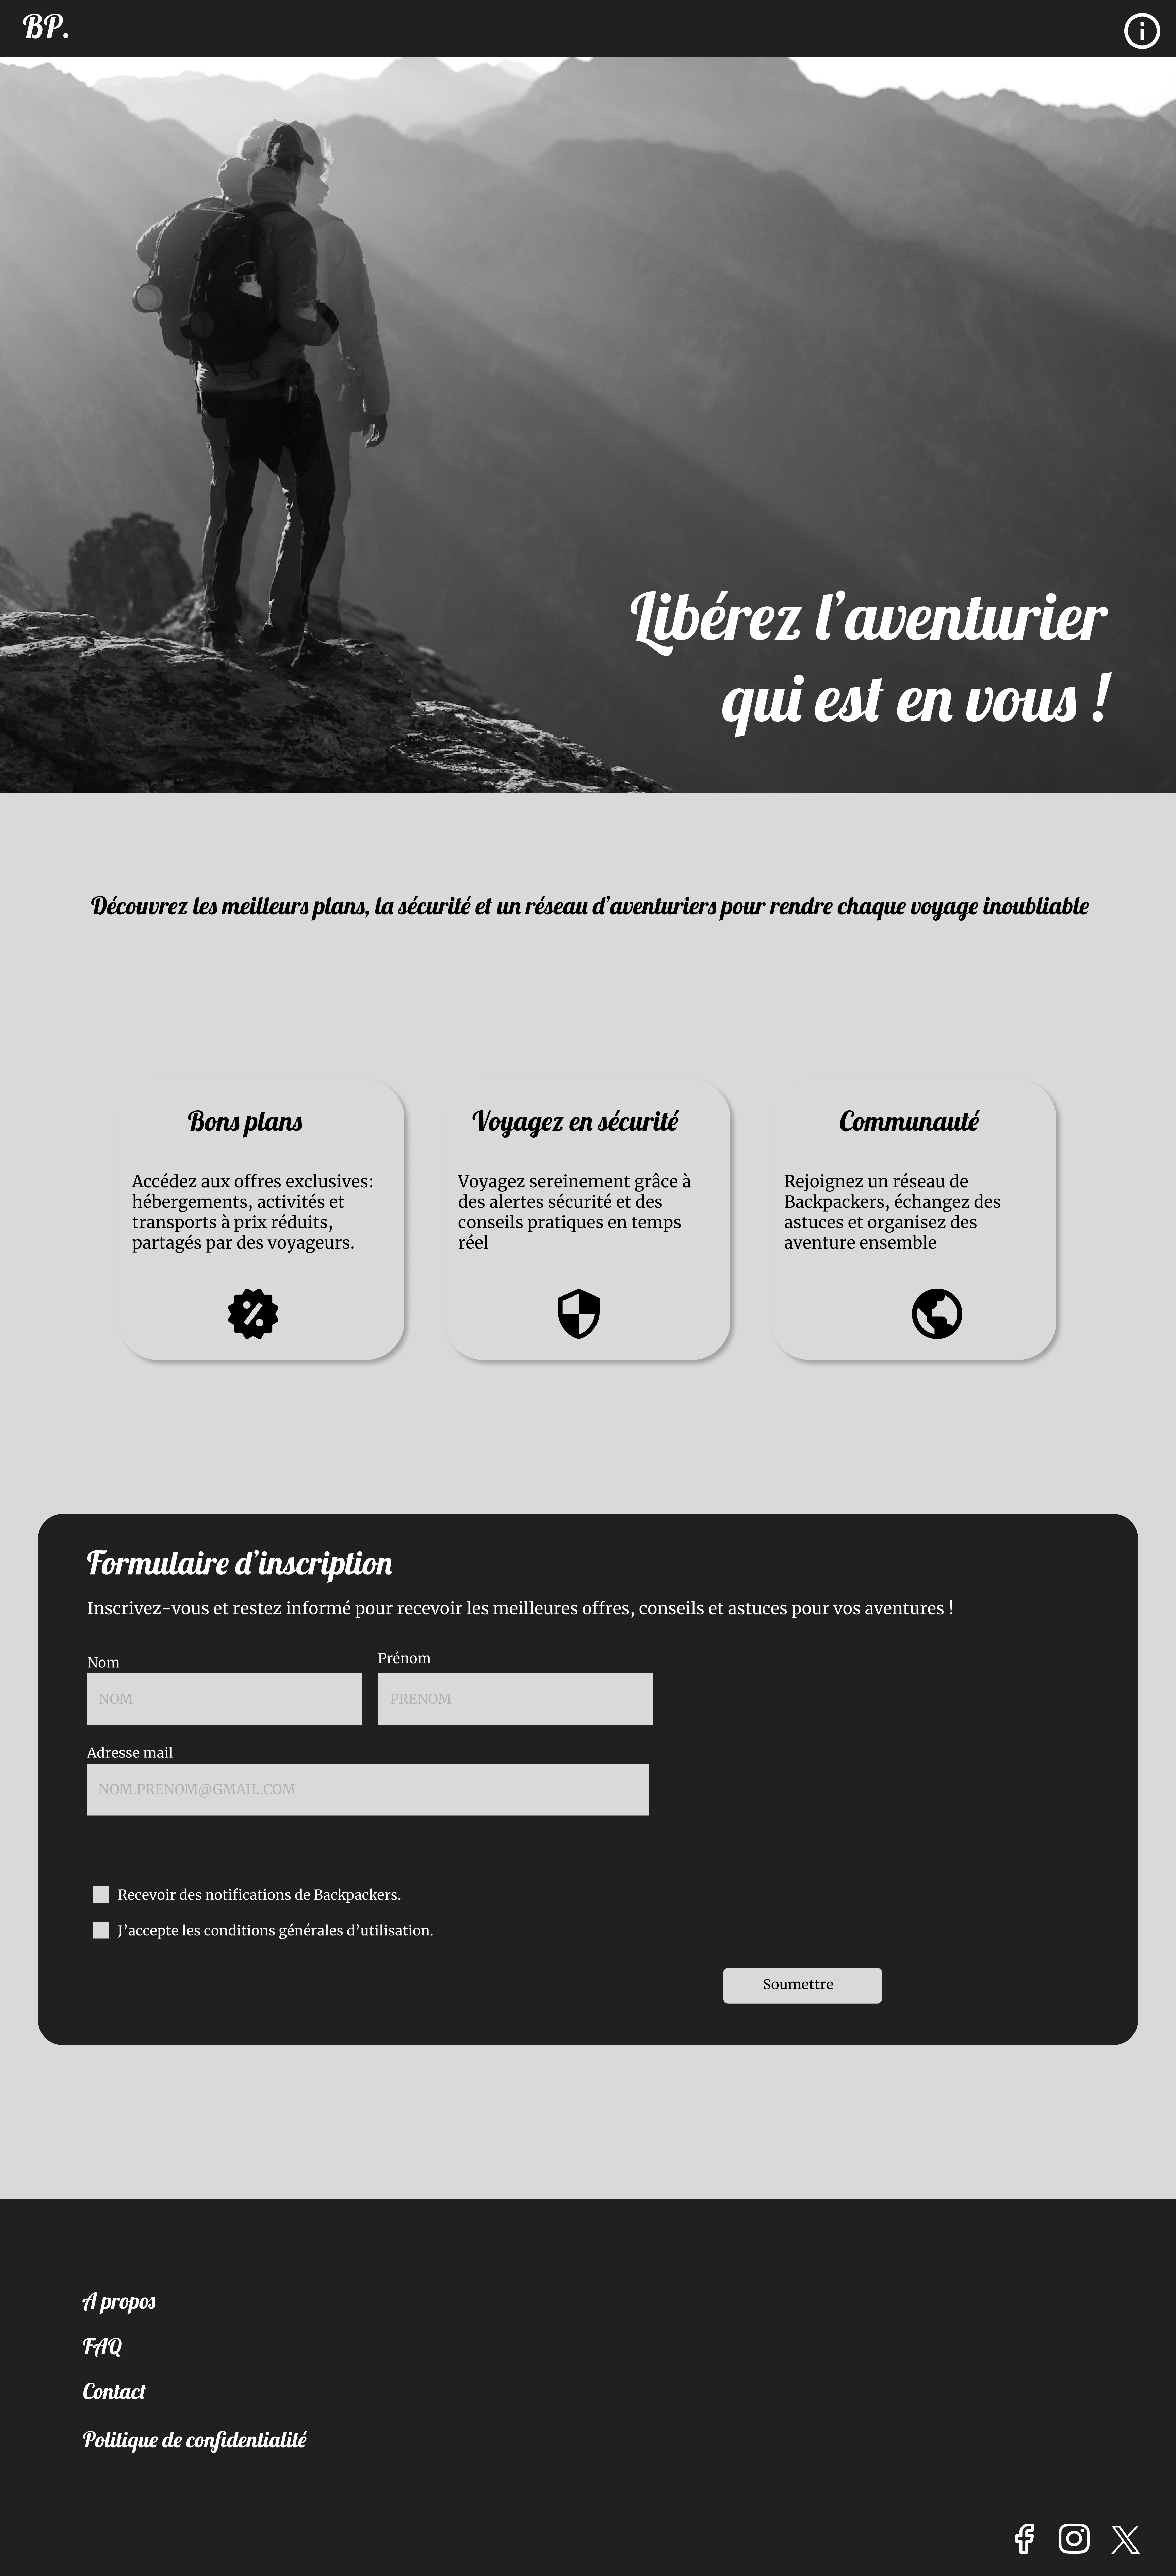 BP.
Libérez l’aventurier
qui est en vous !
Découvrez les meilleurs plans, la sécurité et un réseau d’aventuriers pour rendre chaque voyage inoubliable
Bons plans
Accédez aux offres exclusives:
hébergements, activités et
transports à prix réduits,
partagés par des voyageurs.
Voyagez en sécurité
Voyagez sereinement grâce à
des alertes sécurité et des
conseils pratiques en temps
réel
Communauté
Rejoignez un réseau de
Backpackers, échangez des
astuces et organisez des
aventure ensemble
Formulaire d’inscription
Inscrivez-vous et restez informé pour recevoir les meilleures offres, conseils et astuces pour vos aventures !
Nom
Prénom
NOM
PRENOM
Adresse mail
NOM.PRENOM@GMAIL.COM
Recevoir des notifications de Backpackers.
J’accepte les conditions générales d’utilisation.
Soumettre
A propos
FAQ
Contact
Politique de confidentialité